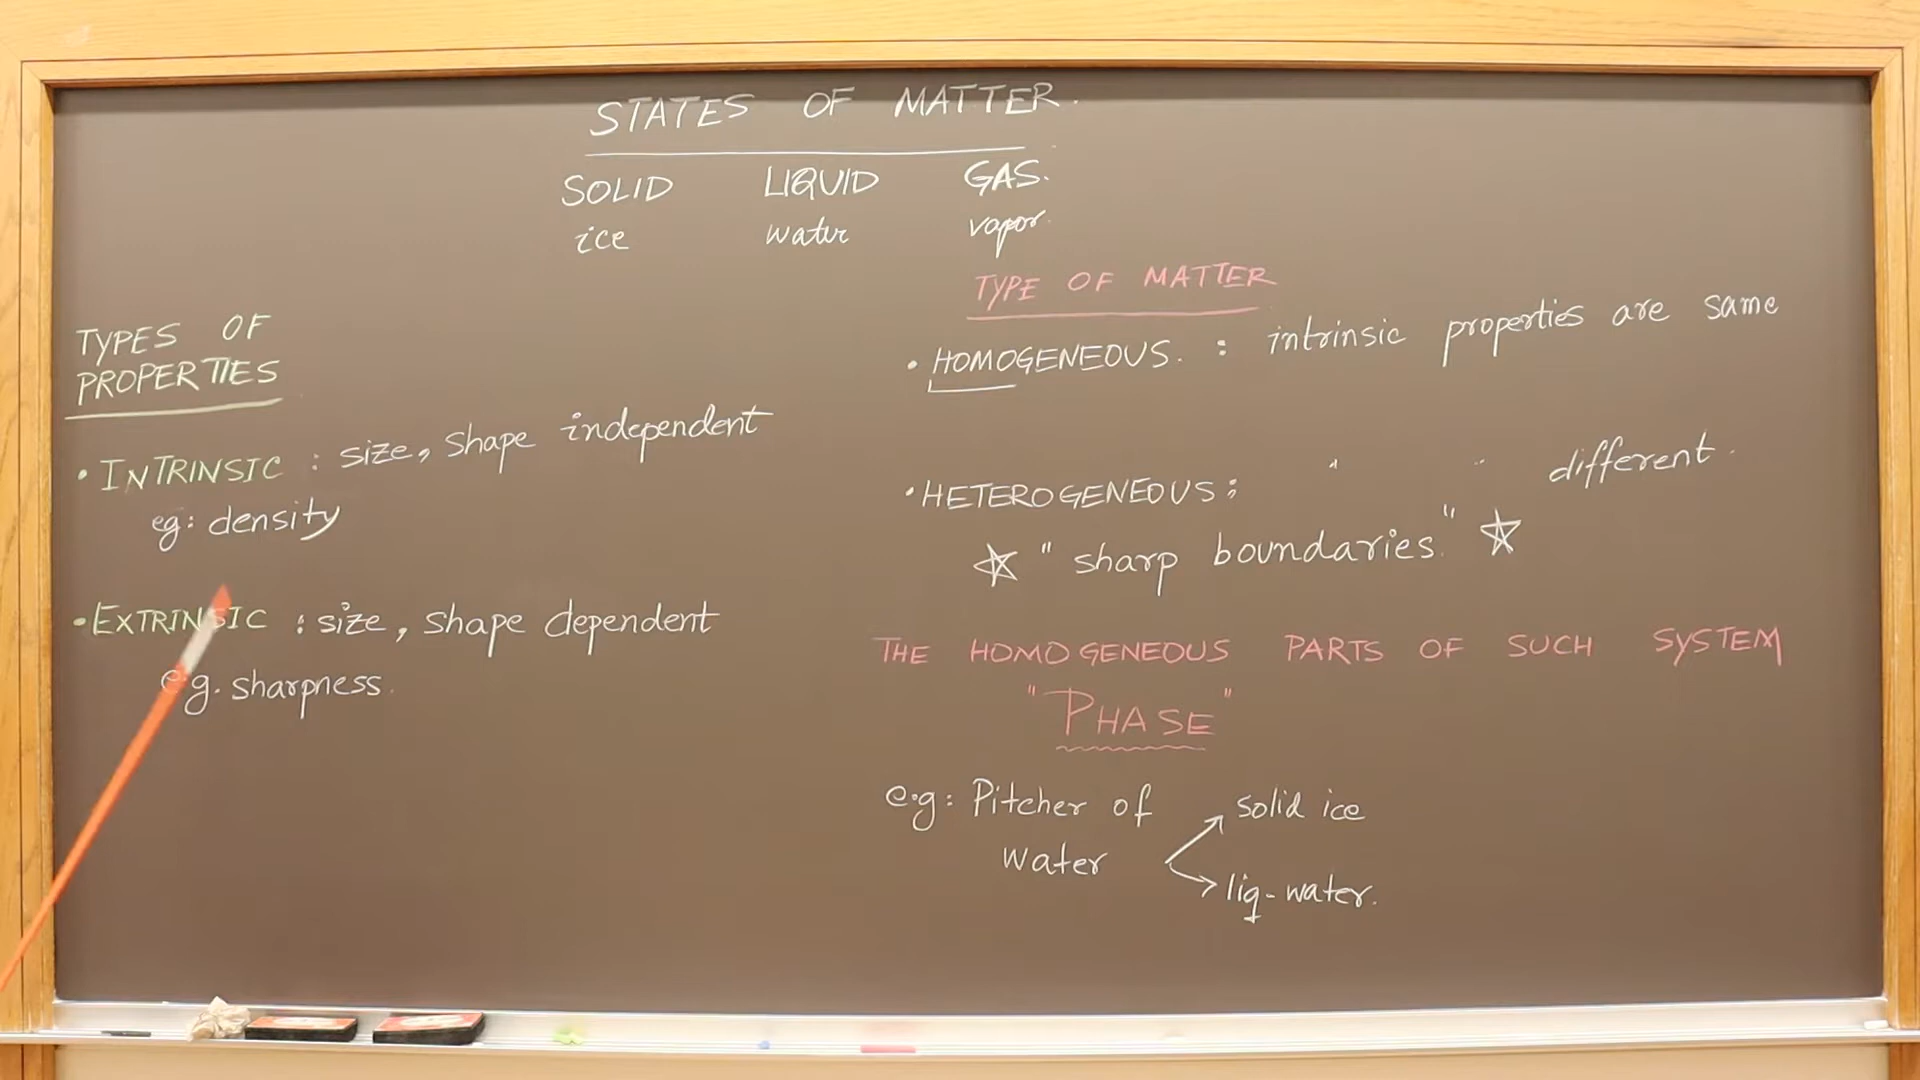 STATES OF MATTER.
SOLID LIQUID GAS.
ice water vapor.
TYPES OF
PROPERTIES
• INTRINSIC : size, shape independent
eg: density
• EXTRINSIC : size, shape dependent
e.g. sharpness.
TYPE OF MATTER
• HOMOGENEOUS. : intrinsic properties are same
• HETEROGENEOUS: " " different.
☆ "sharp boundaries." ☆
THE HOMOGENEOUS PARTS OF SUCH SYSTEM
"PHASE"
e.g: Pitcher of
water
solid ice
liq-water.